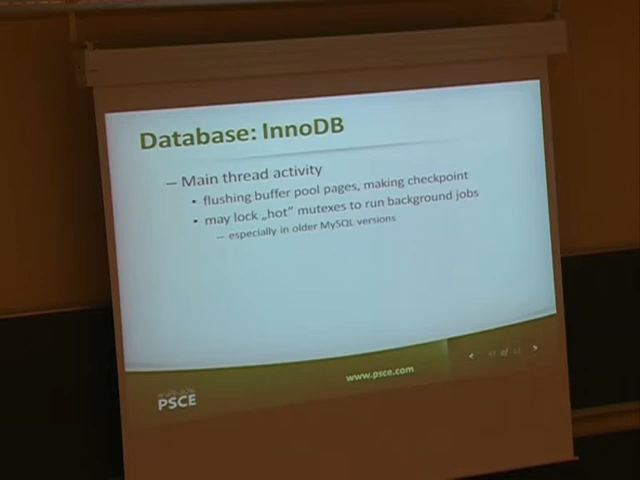 Database: InnoDB
– Main thread activity
• flushing buffer pool pages, making checkpoint
• may lock „hot” mutexes to run background jobs
– especially in older MySQL versions
www.psce.com
< of >
PSCE